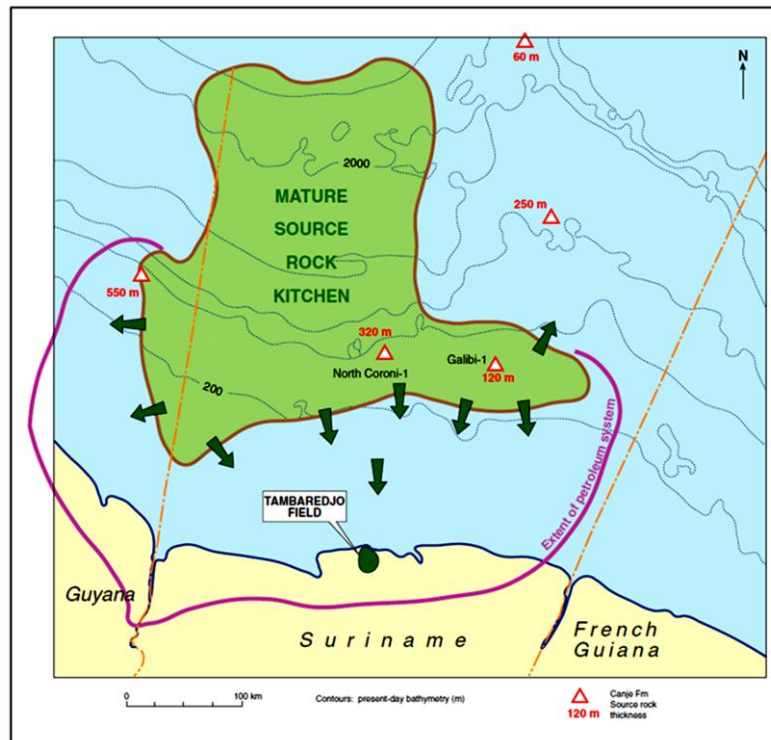 60 m
N
2000
MATURE
SOURCE
ROCK
KITCHEN
250 m
550 m
320 m
North Coroni-1
Galibi-1
120 m
200
TAMBAREDJO
FIELD
Extent of petroleum system
Guyana
Suriname
French
Guiana
0 100 km
Contours: present-day bathymetry (m)
120 m
Canje Fm
Source rock
thickness